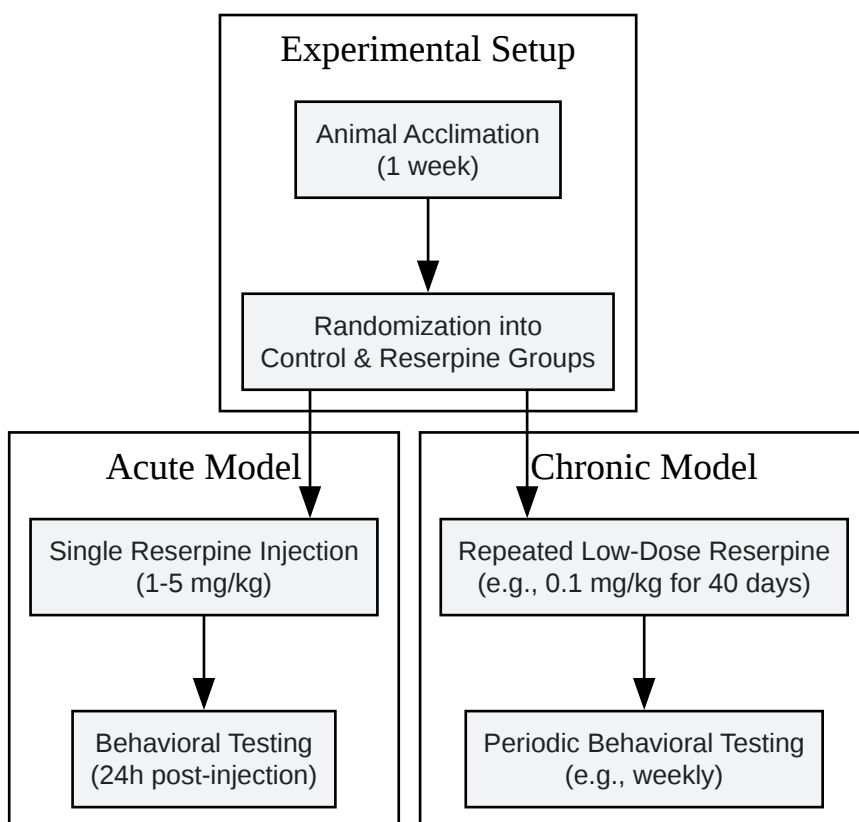 Experimental Setup
Animal Acclimation
(1 week)
Randomization into
Control & Reserpine Groups
Acute Model
Single Reserpine Injection
(1-5 mg/kg)
Behavioral Testing
(24h post-injection)
Chronic Model
Repeated Low-Dose Reserpine
(e.g., 0.1 mg/kg for 40 days)
Periodic Behavioral Testing
(e.g., weekly)